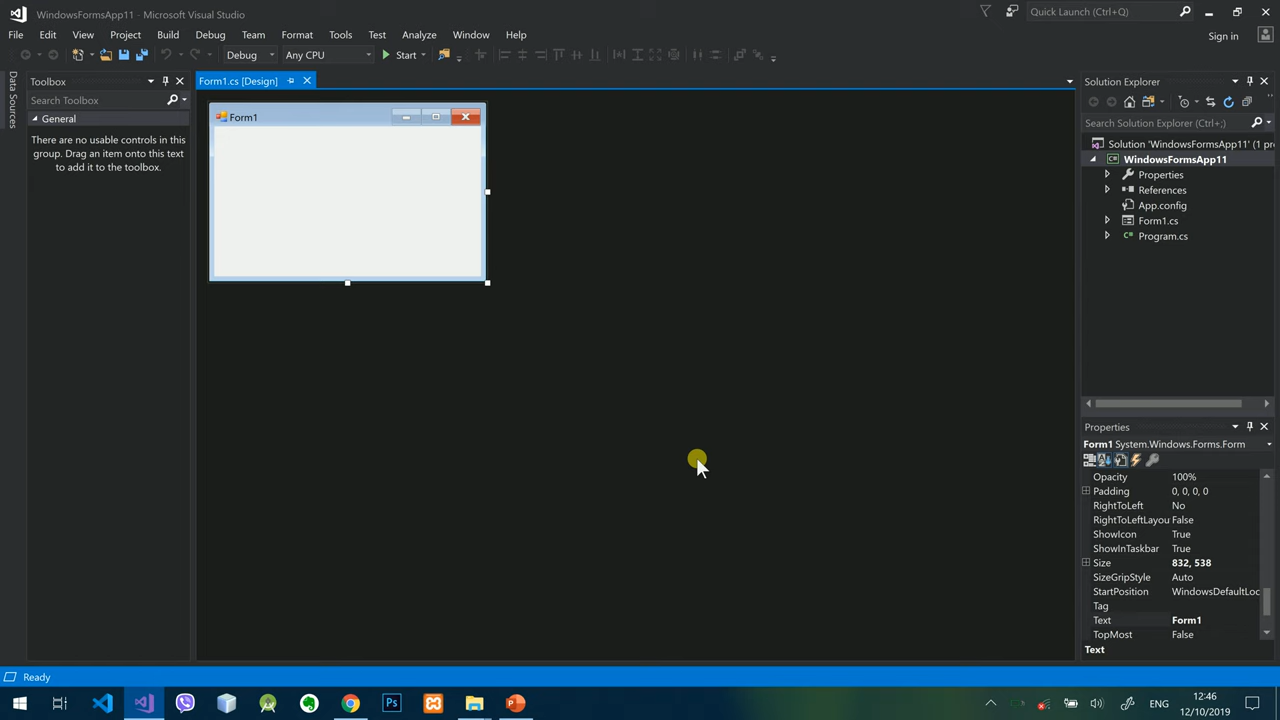 WindowsFormsApp11 - Microsoft Visual Studio
Quick Launch (Ctrl+Q)
File Edit View Project Build Debug Team Format Tools Test Analyze Window Help
Sign in
Debug Any CPU Start
Data Sources
Toolbox
Search Toolbox
General
There are no usable controls in this
group. Drag an item onto this text
to add it to the toolbox.
Form1.cs [Design]
Form1
Solution Explorer
Search Solution Explorer (Ctrl+;)
Solution 'WindowsFormsApp11' (1 pr
WindowsFormsApp11
Properties
References
App.config
Form1.cs
Program.cs
Properties
Form1 System.Windows.Forms.Form
Opacity 100%
Padding 0, 0, 0, 0
RightToLeft No
RightToLeftLayou False
ShowIcon True
ShowInTaskbar True
Size 832, 538
SizeGripStyle Auto
StartPosition WindowsDefaultLoc
Tag
Text Form1
TopMost False
Text
Ready
Ps
ENG
12:46
12/10/2019